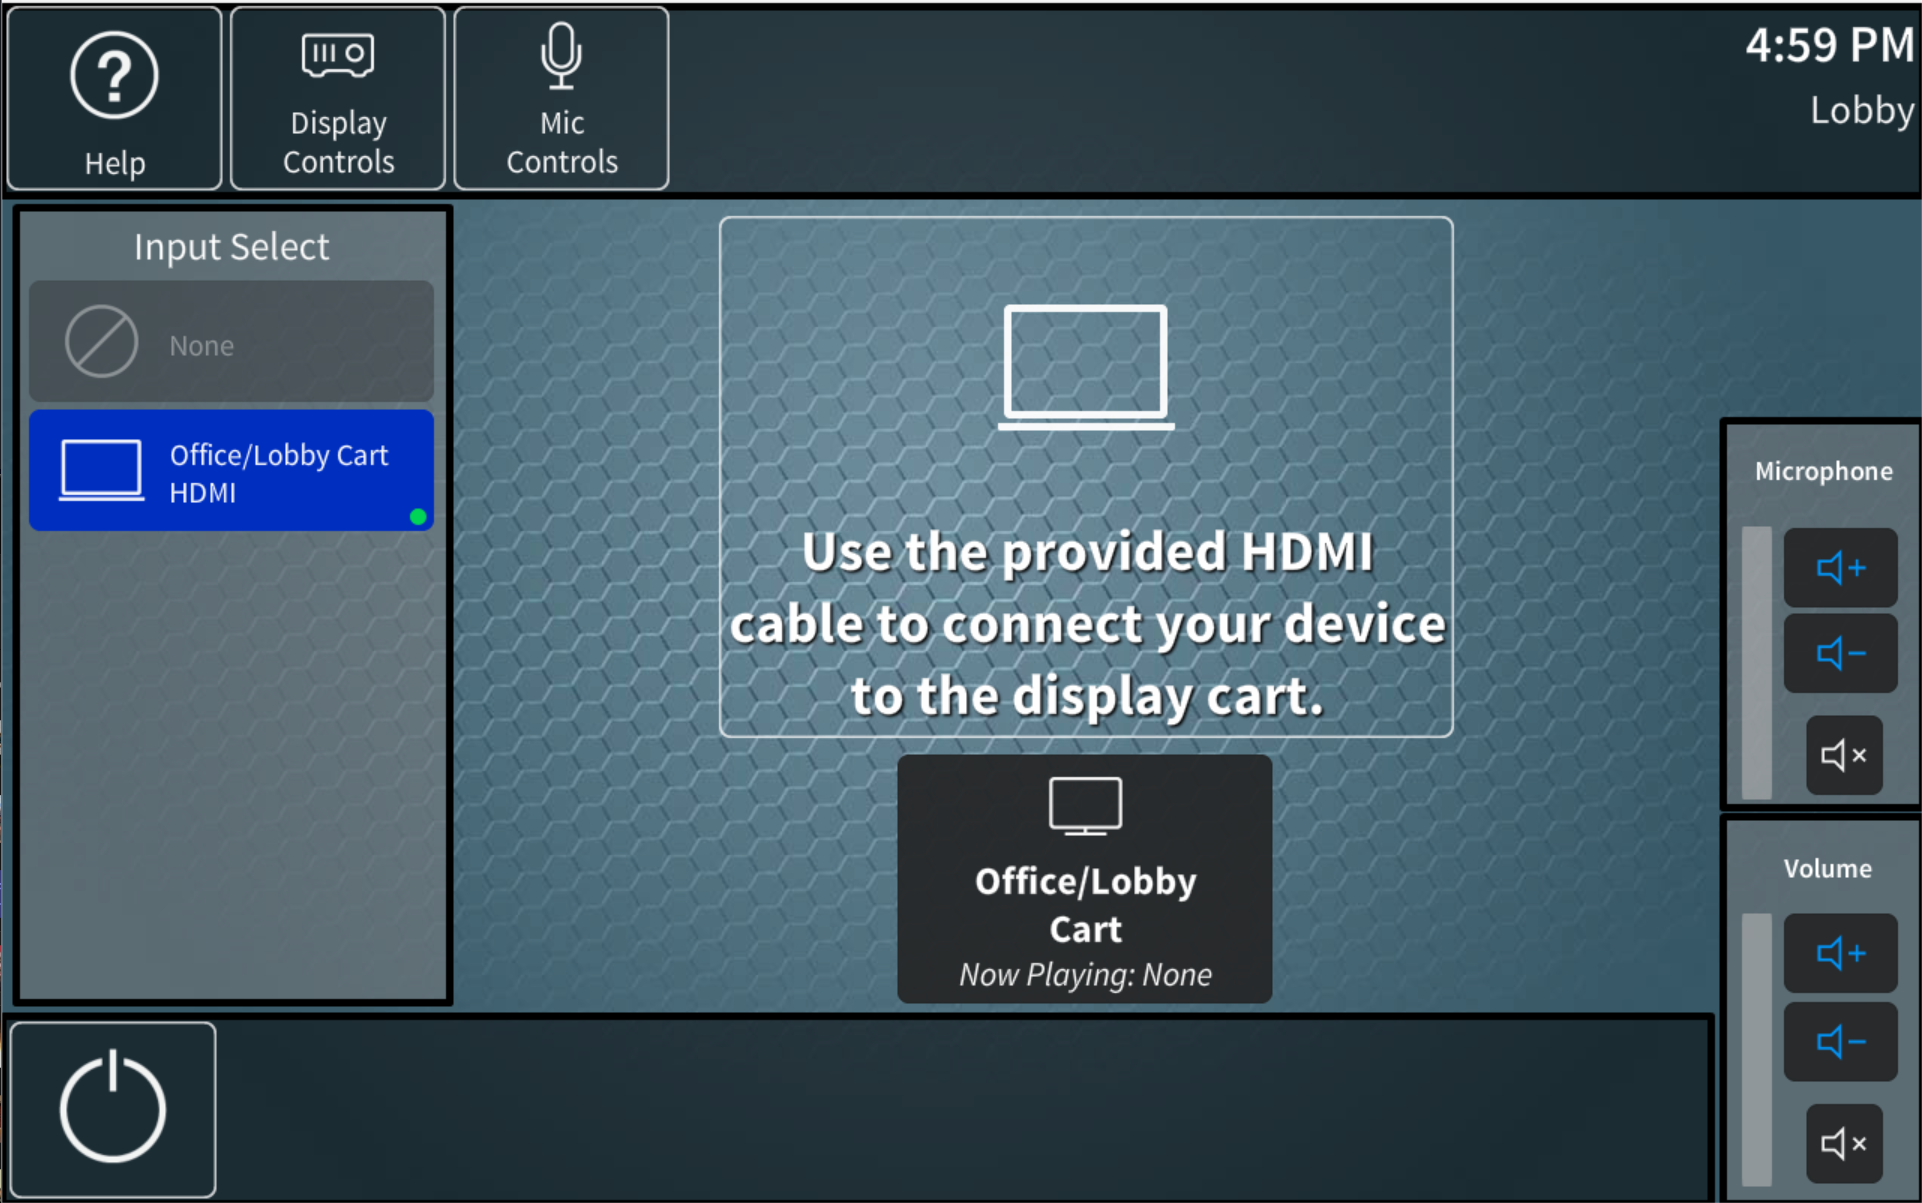 Help
Display
Controls
Mic
Controls
4:59 PM
Lobby
Input Select
None
Office/Lobby Cart
HDMI
Use the provided HDMI
cable to connect your device
to the display cart.
Office/Lobby
Cart
Now Playing: None
Microphone
Volume